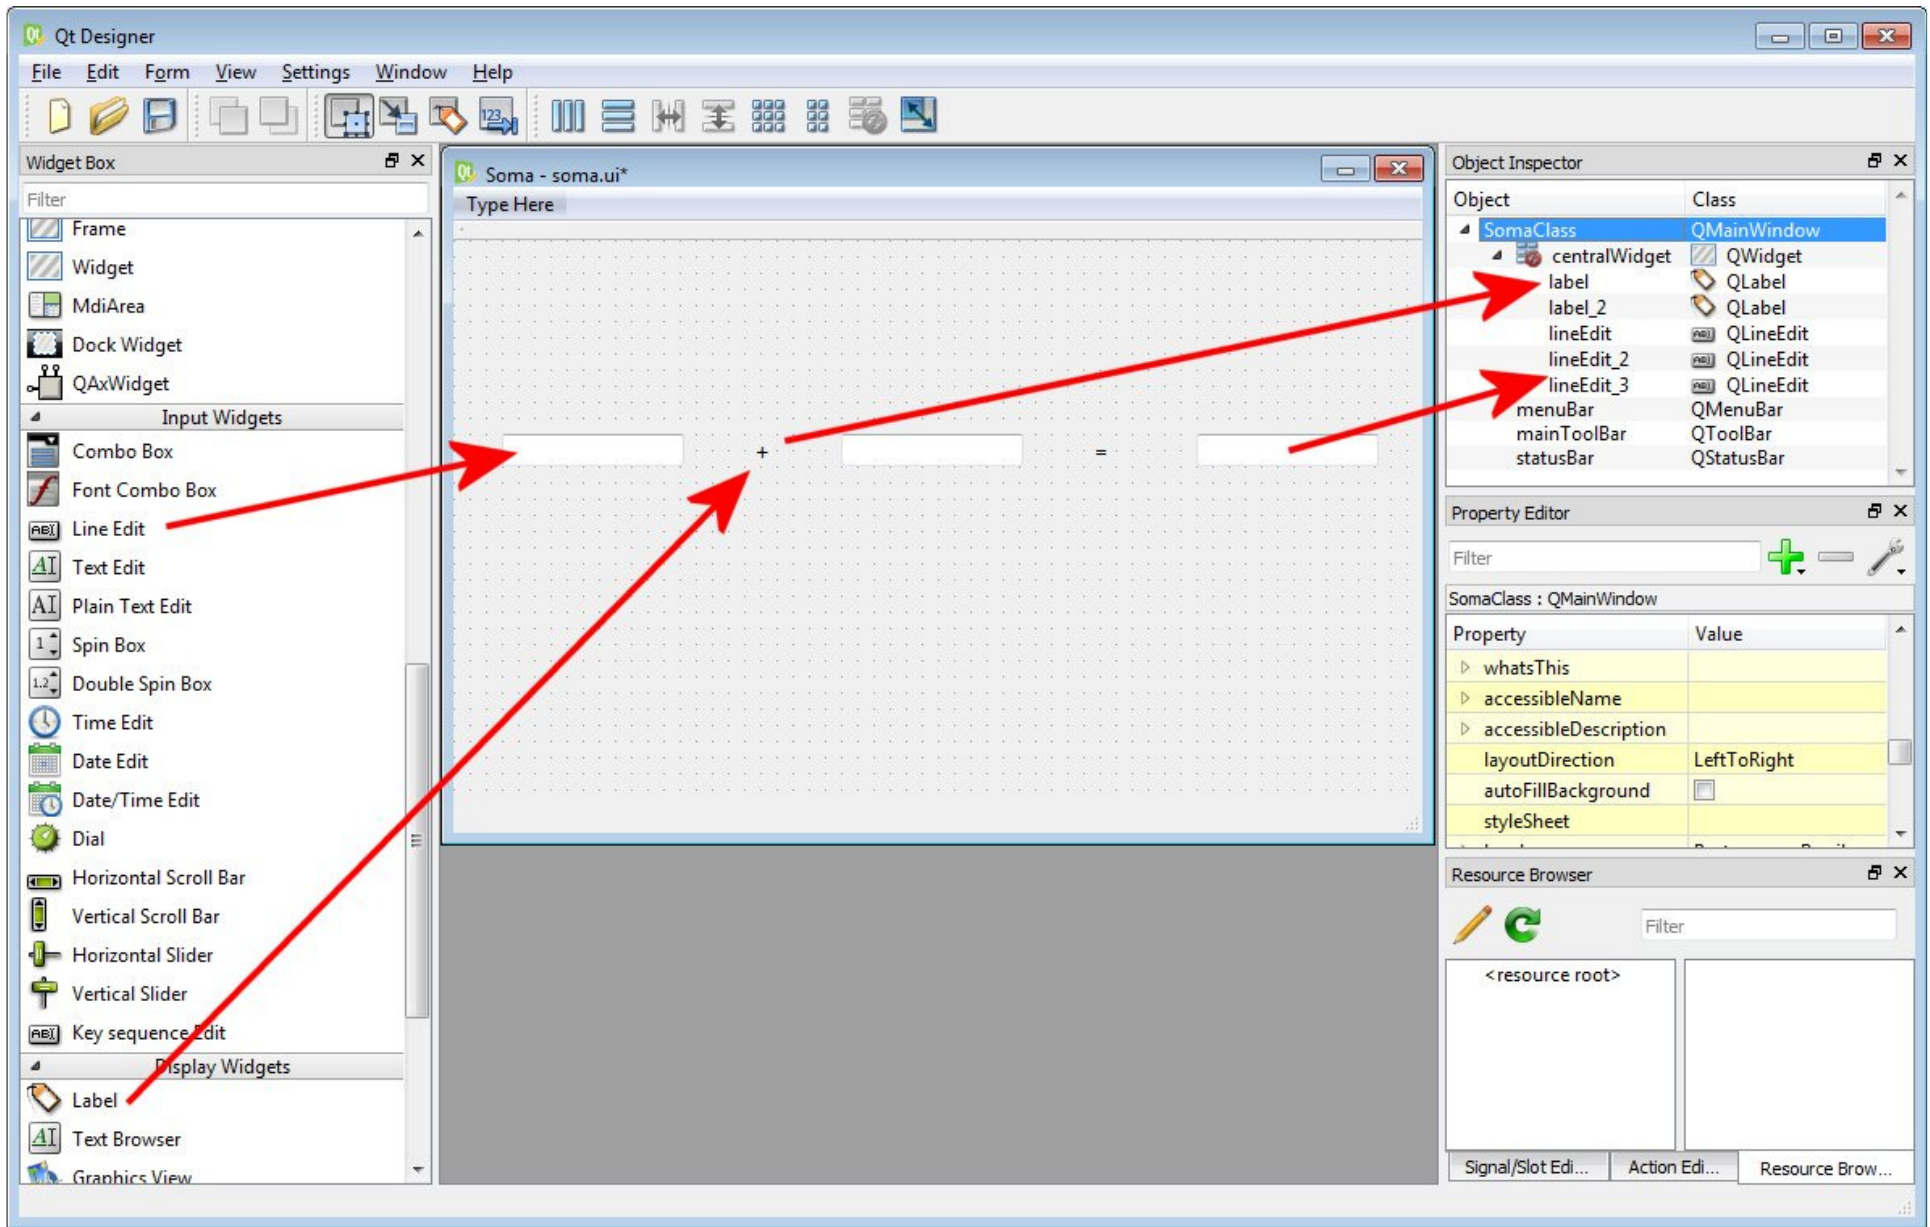 Qt Designer
File Edit Form View Settings Window Help
Widget Box
Filter
Frame
Widget
MdiArea
Dock Widget
QAxWidget
Input Widgets
Combo Box
Font Combo Box
Line Edit
Text Edit
Plain Text Edit
Spin Box
Double Spin Box
Time Edit
Date Edit
Date/Time Edit
Dial
Horizontal Scroll Bar
Vertical Scroll Bar
Horizontal Slider
Vertical Slider
Key sequence Edit
Display Widgets
Label
Text Browser
Graphics View
Soma - soma.ui*
Type Here
+ =
Object Inspector
Object Class
SomaClass QMainWindow
centralWidget QWidget
label QLabel
label_2 QLabel
lineEdit QLineEdit
lineEdit_2 QLineEdit
lineEdit_3 QLineEdit
menuBar QMenuBar
mainToolBar QToolBar
statusBar QStatusBar
Property Editor
Filter
SomaClass : QMainWindow
Property Value
whatsThis
accessibleName
accessibleDescription
layoutDirection LeftToRight
autoFillBackground
styleSheet
Resource Browser
Filter
<resource root>
Signal/Slot Edi... Action Edi... Resource Brow...